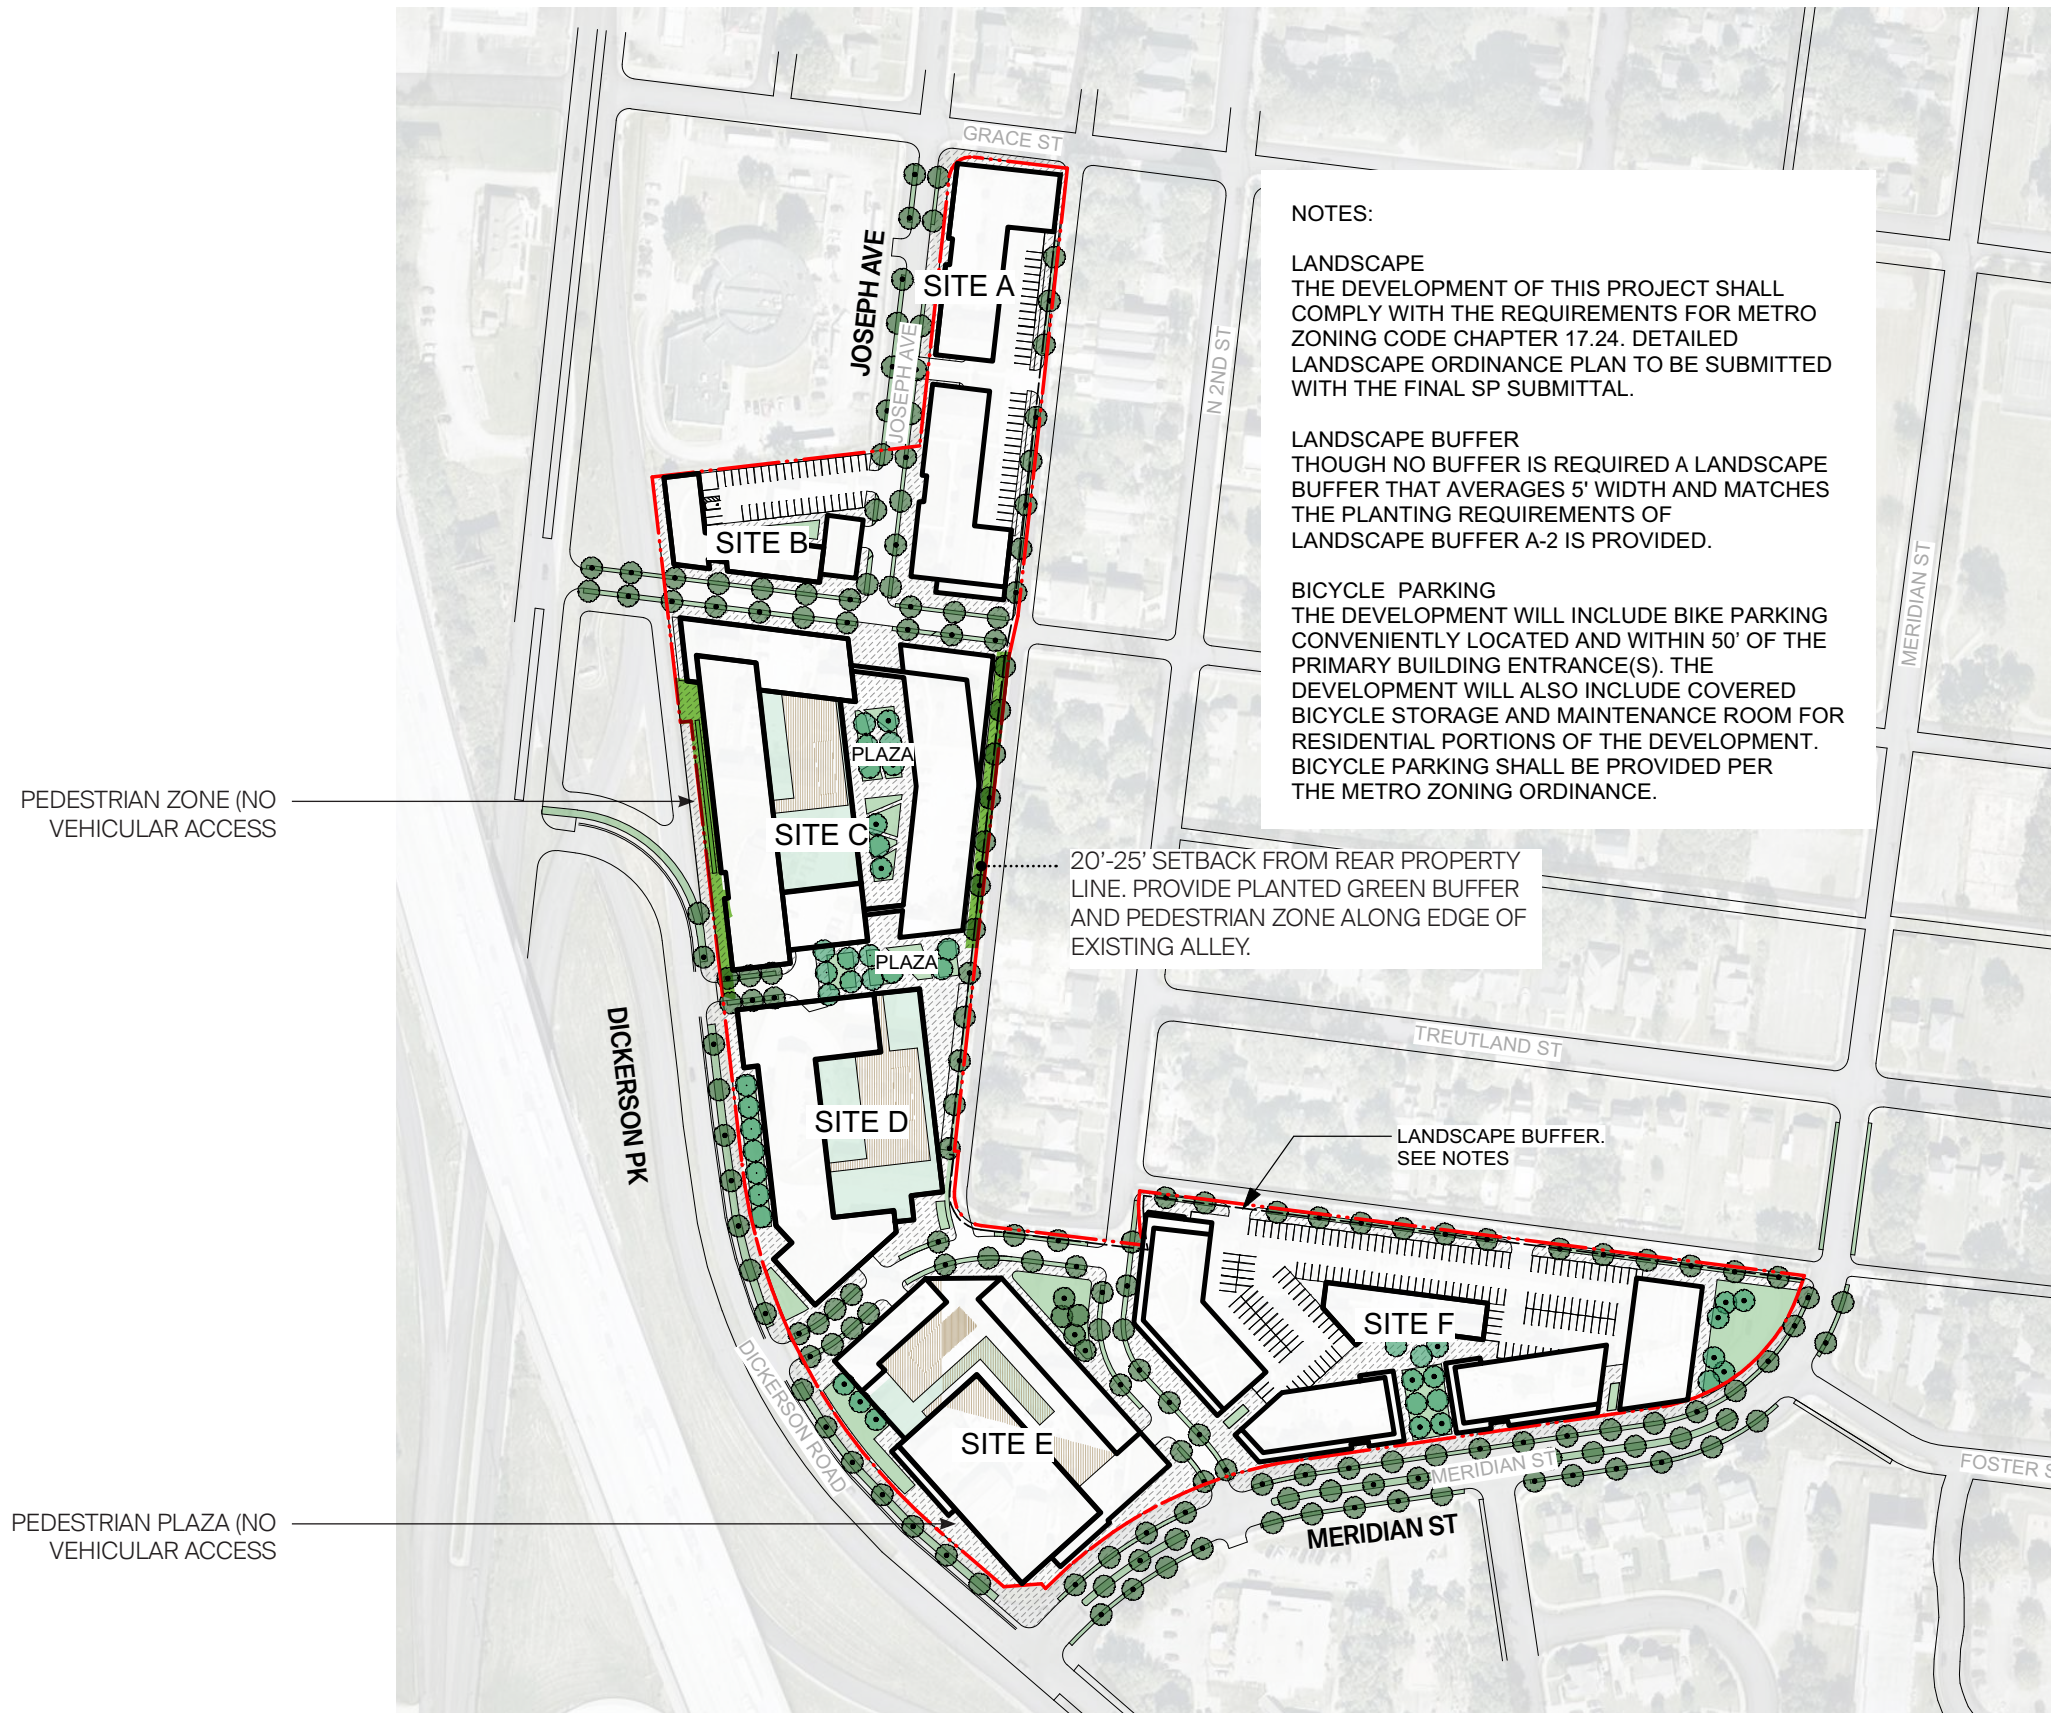 GRACE ST
JOSEPH AVE
JOSEPH AVE
SITE A
N 2ND ST
MERIDIAN ST
NOTES:
LANDSCAPE
THE DEVELOPMENT OF THIS PROJECT SHALL
COMPLY WITH THE REQUIREMENTS FOR METRO
ZONING CODE CHAPTER 17.24. DETAILED
LANDSCAPE ORDINANCE PLAN TO BE SUBMITTED
WITH THE FINAL SP SUBMITTAL.
LANDSCAPE BUFFER
THOUGH NO BUFFER IS REQUIRED A LANDSCAPE
BUFFER THAT AVERAGES 5' WIDTH AND MATCHES
THE PLANTING REQUIREMENTS OF
LANDSCAPE BUFFER A-2 IS PROVIDED.
BICYCLE PARKING
THE DEVELOPMENT WILL INCLUDE BIKE PARKING
CONVENIENTLY LOCATED AND WITHIN 50’ OF THE
PRIMARY BUILDING ENTRANCE(S). THE
DEVELOPMENT WILL ALSO INCLUDE COVERED
BICYCLE STORAGE AND MAINTENANCE ROOM FOR
RESIDENTIAL PORTIONS OF THE DEVELOPMENT.
BICYCLE PARKING SHALL BE PROVIDED PER
THE METRO ZONING ORDINANCE.
SITE B
PLAZA
PEDESTRIAN ZONE (NO
VEHICULAR ACCESS
SITE C
20’-25’ SETBACK FROM REAR PROPERTY
LINE. PROVIDE PLANTED GREEN BUFFER
AND PEDESTRIAN ZONE ALONG EDGE OF
EXISTING ALLEY.
PLAZA
DICKERSON PK
TREUTLAND ST
SITE D
LANDSCAPE BUFFER.
SEE NOTES
SITE F
DICKERSON ROAD
SITE E
MERIDIAN ST
FOSTER S
PEDESTRIAN PLAZA (NO
VEHICULAR ACCESS
MERIDIAN ST